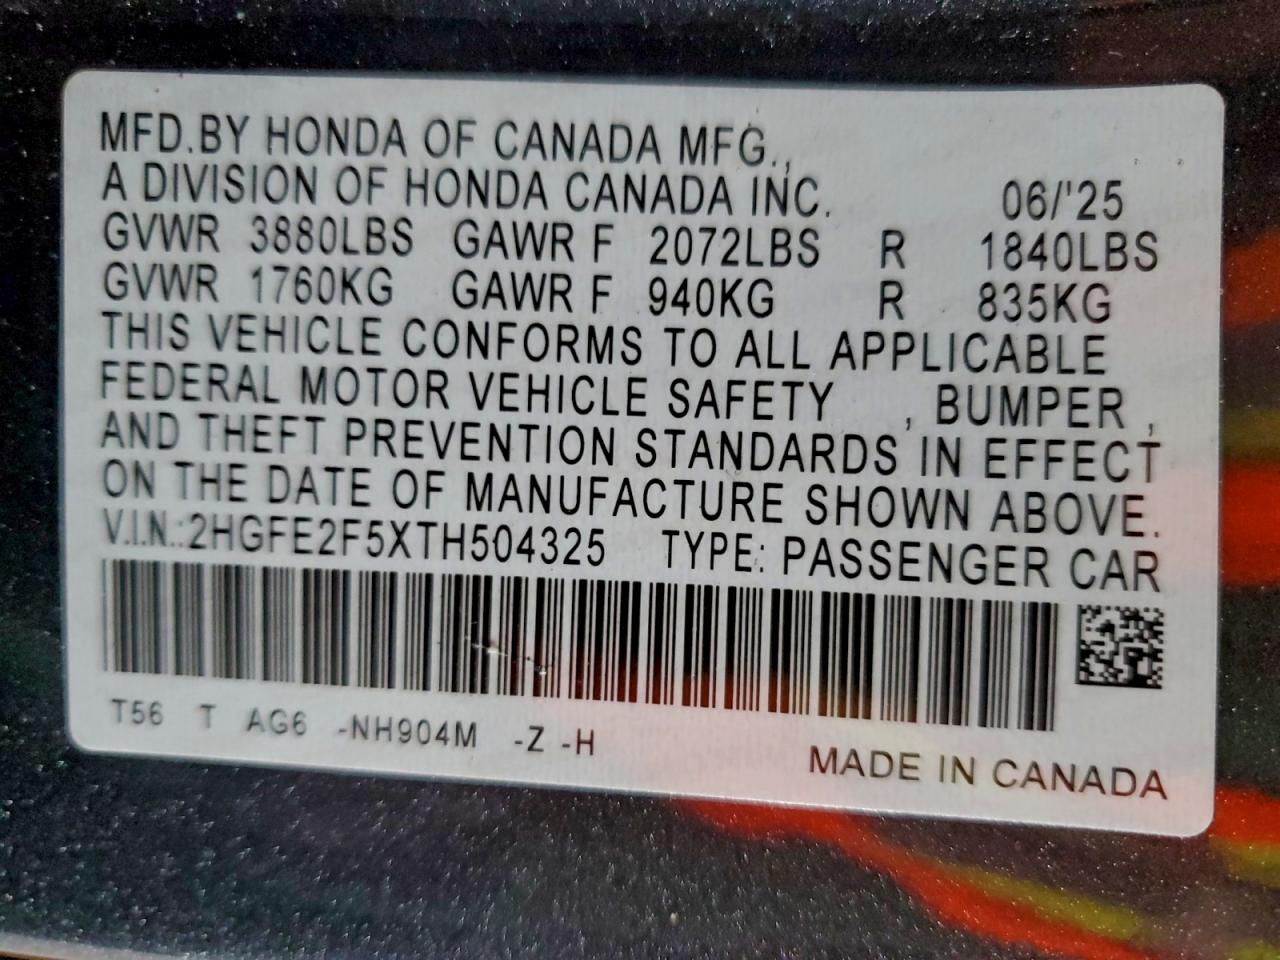 MFD.BY HONDA OF CANADA MFG.,
A DIVISION OF HONDA CANADA INC. 06/'25
GVWR 3880LBS GAWR F 2072LBS R 1840LBS
GVWR 1760KG GAWR F 940KG R 835KG
THIS VEHICLE CONFORMS TO ALL APPLICABLE
FEDERAL MOTOR VEHICLE SAFETY , BUMPER ,
AND THEFT PREVENTION STANDARDS IN EFFECT
ON THE DATE OF MANUFACTURE SHOWN ABOVE.
V.I.N.:2HGFE2F5XTH504325 TYPE: PASSENGER CAR
T56 T AG6 -NH904M -Z -H
MADE IN CANADA